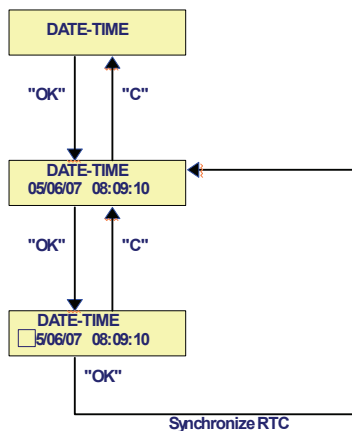 DATE-TIME
"OK" "C"
DATE-TIME
05/06/07 08:09:10
"OK" "C"
DATE-TIME
5/06/07 08:09:10
"OK"
Synchronize RTC